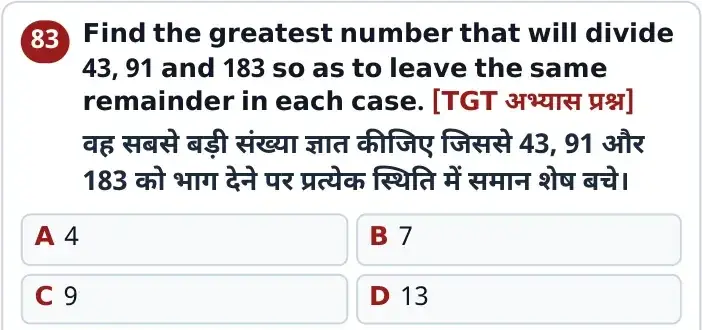 83 Find the greatest number that will divide
43, 91 and 183 so as to leave the same
remainder in each case. [TGT अभ्यास प्रश्न]
वह सबसे बड़ी संख्या ज्ञात कीजिए जिससे 43, 91 और
183 को भाग देने पर प्रत्येक स्थिति में समान शेष बचे।
A 4
B 7
C 9
D 13